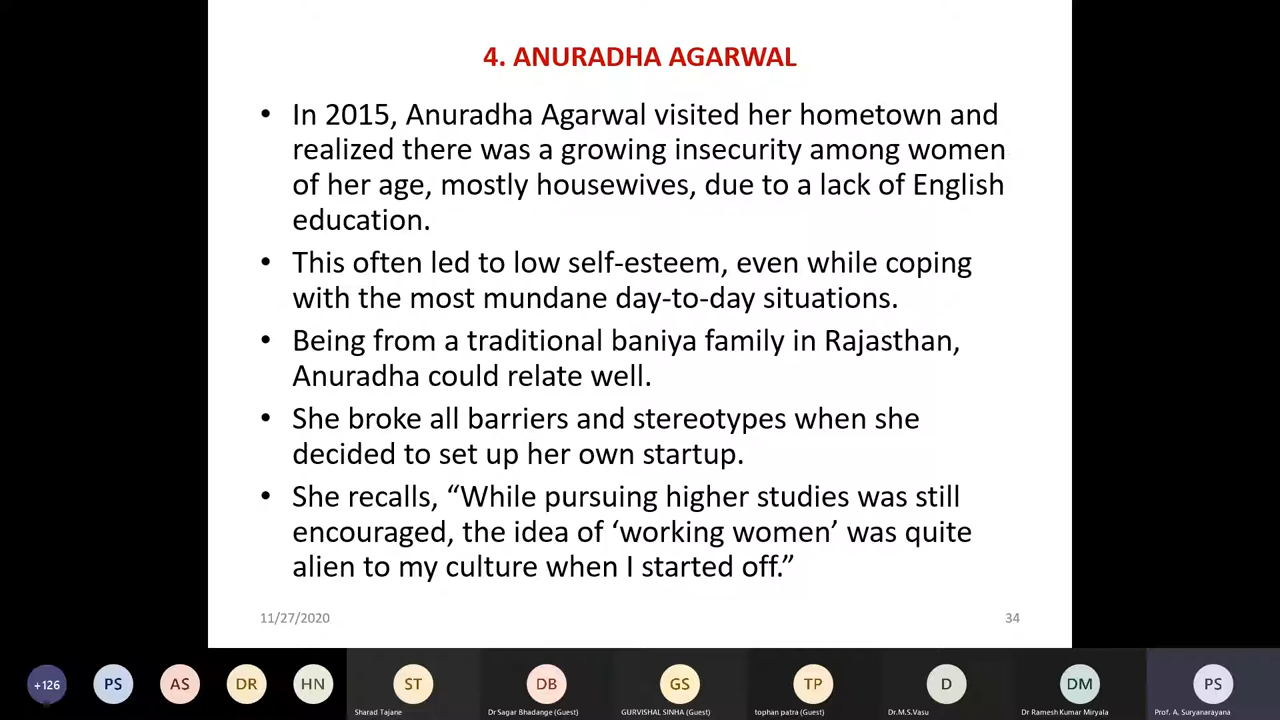 4. ANURADHA AGARWAL
• In 2015, Anuradha Agarwal visited her hometown and
realized there was a growing insecurity among women
of her age, mostly housewives, due to a lack of English
education.
• This often led to low self-esteem, even while coping
with the most mundane day-to-day situations.
• Being from a traditional baniya family in Rajasthan,
Anuradha could relate well.
• She broke all barriers and stereotypes when she
decided to set up her own startup.
• She recalls, “While pursuing higher studies was still
encouraged, the idea of ‘working women’ was quite
alien to my culture when I started off.”
11/27/2020 34
+126 PS AS DR HN ST DB GS TP D DM PS
Sharad Tajane Dr Sagar Bhadange (Guest) GURVISHAL SINHA (Guest) tophan patra (Guest) Dr.M.S.Vasu Dr Ramesh Kumar Miryala Prof. A. Suryanarayana